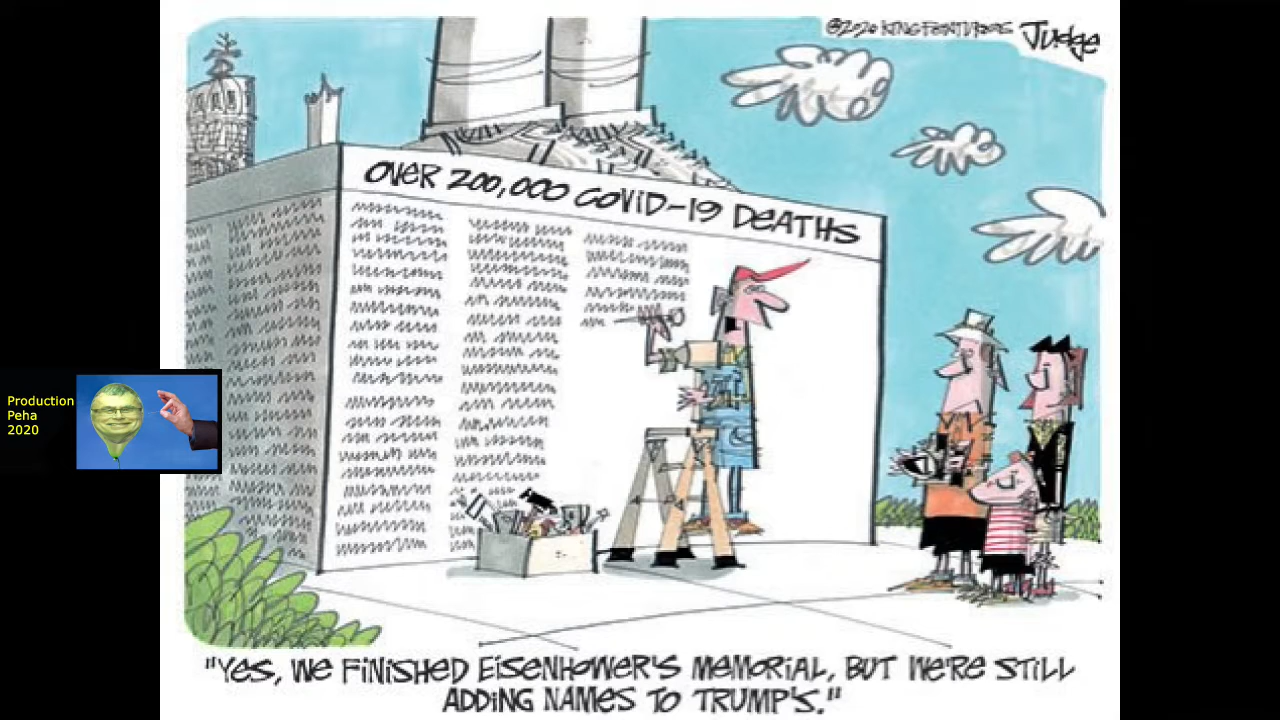 ©2020 KING FEATURES Judge
OVER 200,000 COVID-19 DEATHS
Production
Peha
2020
"YES, WE FINISHED EISENHOWER'S MEMORIAL, BUT WE'RE STILL
ADDING NAMES TO TRUMP'S."